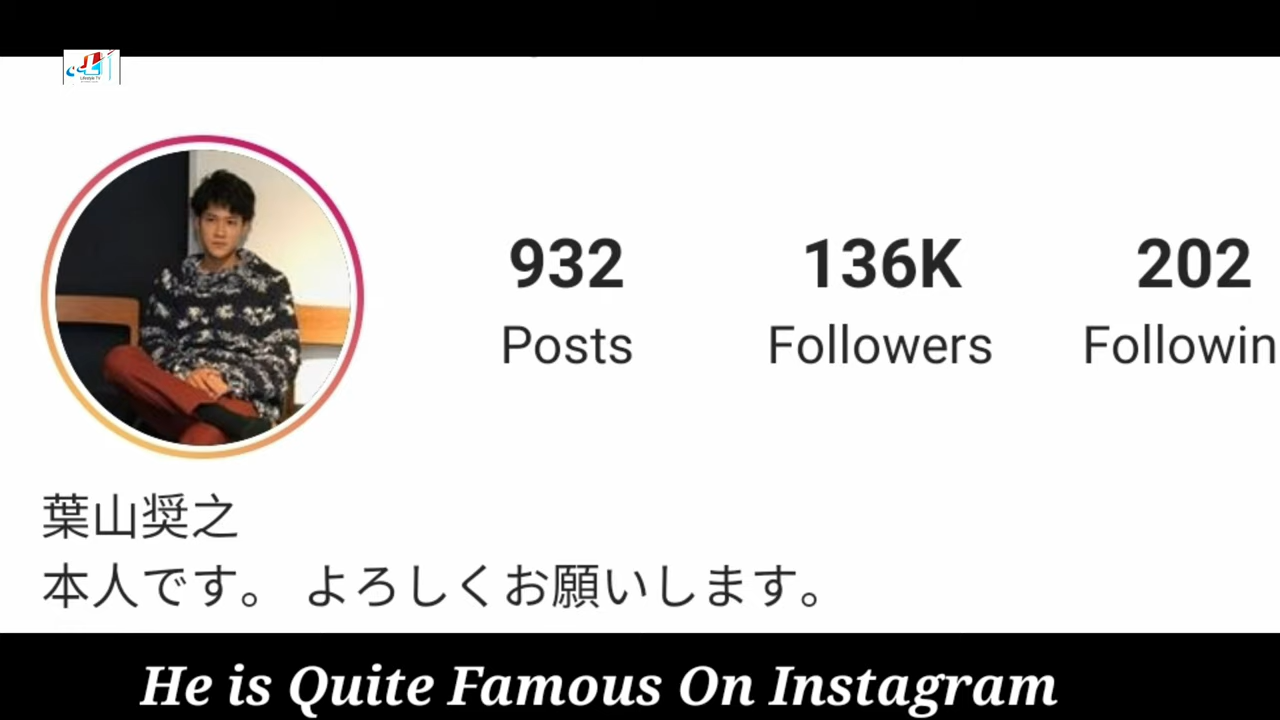 932 136K 202
Posts Followers Followin
葉山奨之
本人です。 よろしくお願いします。
He is Quite Famous On Instagram